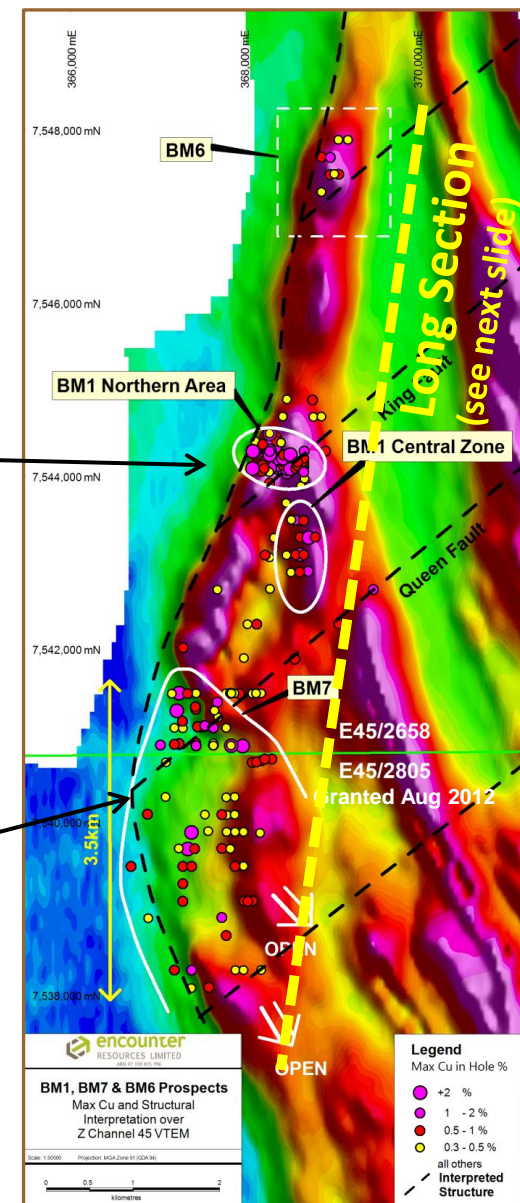 366,000 mE
368,000 mE
370,000 mE
7,548,000 mN
BM6
Long Section
(see next slide)
7,546,000 mN
BM1 Northern Area
King Fault
BM1 Central Zone
7,544,000 mN
Queen Fault
7,542,000 mN
BM7
E45/2658
E45/2805
Granted Aug 2012
7,540,000 mN
3.5km
OPEN
7,538,000 mN
OPEN
encounter
RESOURCES LIMITED
BM1, BM7 & BM6 Prospects
Max Cu and Structural
Interpretation over
Z Channel 45 VTEM
Scale: 1:50000 Projection: MGA Zone 51 (GDA 94)
0 0.5 1 2
kilometres
Legend
Max Cu in Hole %
+2 %
1 - 2 %
0.5 - 1 %
0.3 - 0.5 %
all others
Interpreted
Structure